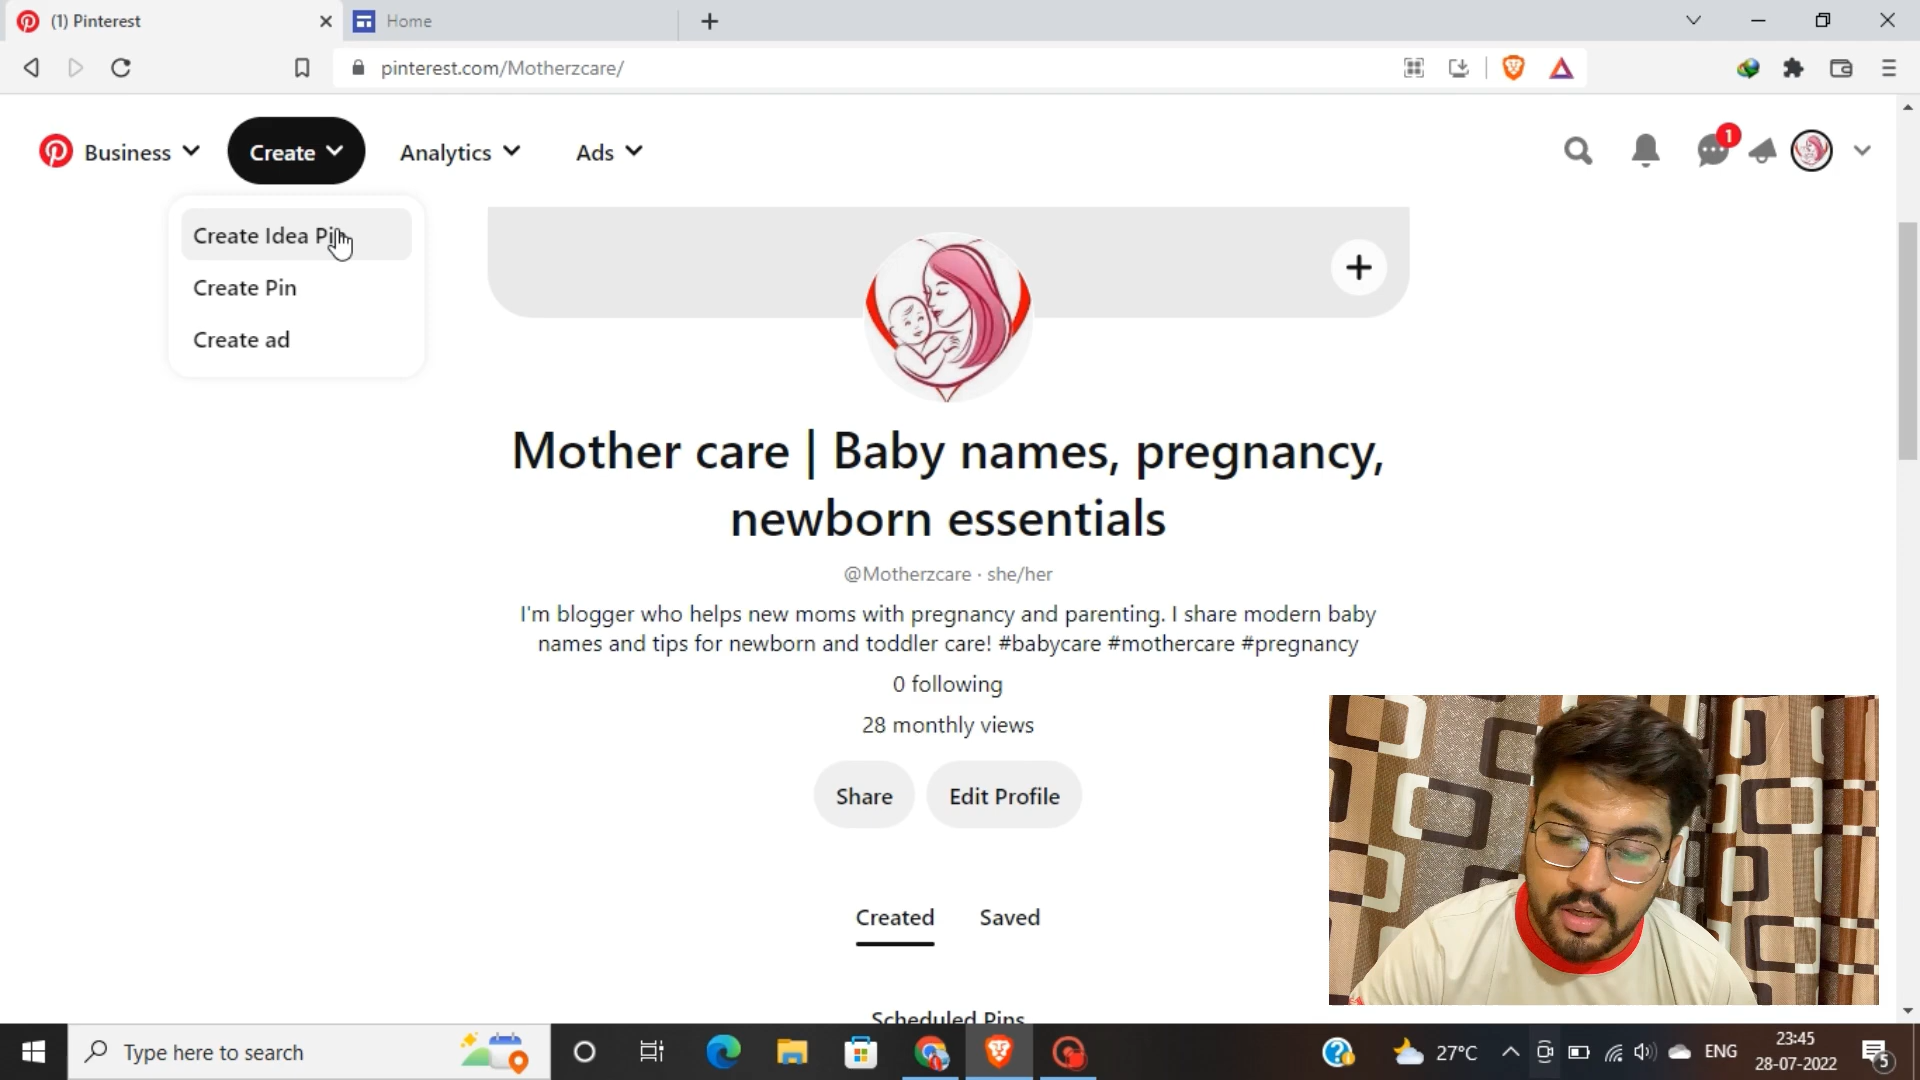 (1) Pinterest
Home
pinterest.com/Motherzcare/
Business
Create
Analytics
Ads
1
Create Idea Pin
Create Pin
Create ad
Mother care | Baby names, pregnancy,
newborn essentials
@Motherzcare · she/her
I'm blogger who helps new moms with pregnancy and parenting. I share modern baby
names and tips for newborn and toddler care! #babycare #mothercare #pregnancy
0 following
28 monthly views
Share
Edit Profile
Created
Saved
Scheduled Pins
Type here to search
27°C
ENG
23:45
28-07-2022
5